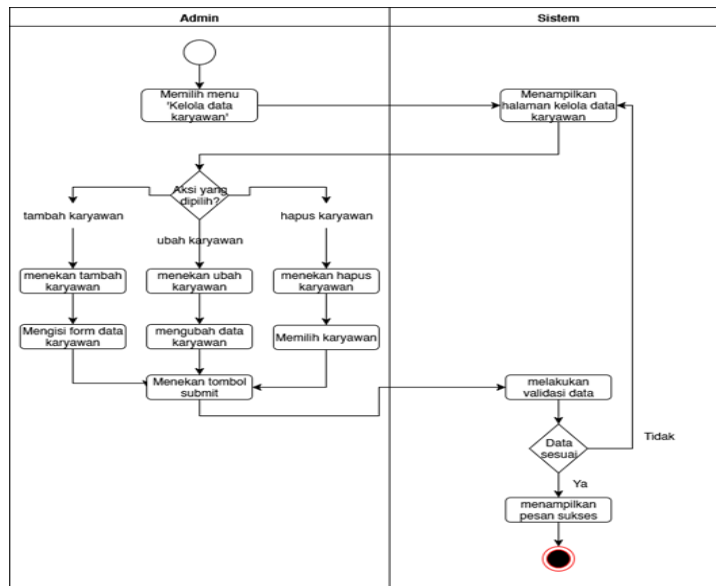 Admin
Sistem
Memilih menu
'Kelola data
karyawan'
Menampilkan
halaman kelola data
karyawan
Aksi yang
dipilih?
tambah karyawan
hapus karyawan
ubah karyawan
menekan tambah
karyawan
menekan ubah
karyawan
menekan hapus
karyawan
Mengisi form data
karyawan
mengubah data
karyawan
Memilih karyawan
Menekan tombol
submit
melakukan
validasi data
Data
sesuai
Tidak
Ya
menampilkan
pesan sukses